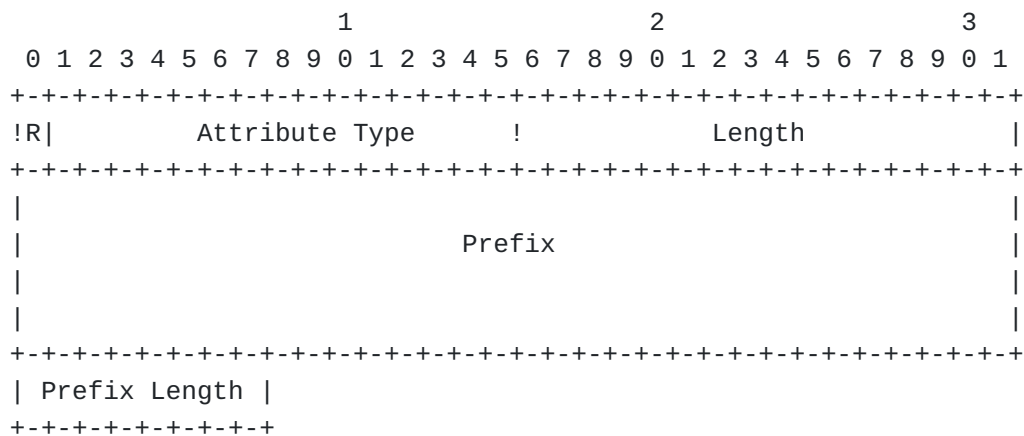 1                   2                   3
 0 1 2 3 4 5 6 7 8 9 0 1 2 3 4 5 6 7 8 9 0 1 2 3 4 5 6 7 8 9 0 1
+-+-+-+-+-+-+-+-+-+-+-+-+-+-+-+-+-+-+-+-+-+-+-+-+-+-+-+-+-+-+-+-+
!R|         Attribute Type      !            Length             |
+-+-+-+-+-+-+-+-+-+-+-+-+-+-+-+-+-+-+-+-+-+-+-+-+-+-+-+-+-+-+-+-+
|                                                               |
|                            Prefix                             |
|                                                               |
|                                                               |
+-+-+-+-+-+-+-+-+-+-+-+-+-+-+-+-+-+-+-+-+-+-+-+-+-+-+-+-+-+-+-+-+
| Prefix Length |
+-+-+-+-+-+-+-+-+